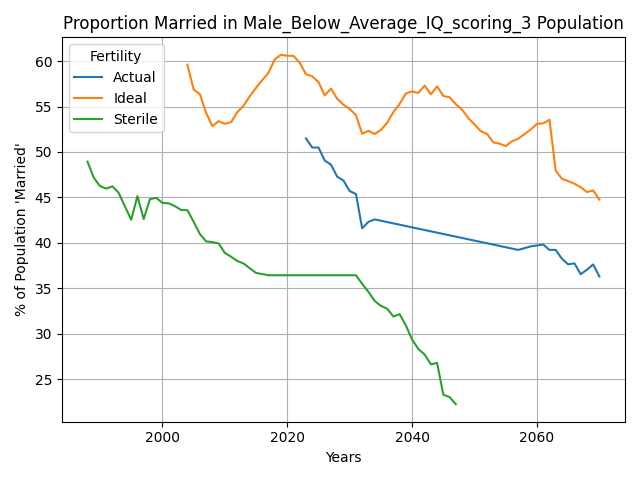 Proportion Married in Male_Below_Average_IQ_scoring_3 Population
Fertility
Actual
Ideal
Sterile
% of Population 'Married'
60
55
50
45
40
35
30
25
2000
2020
2040
2060
Years